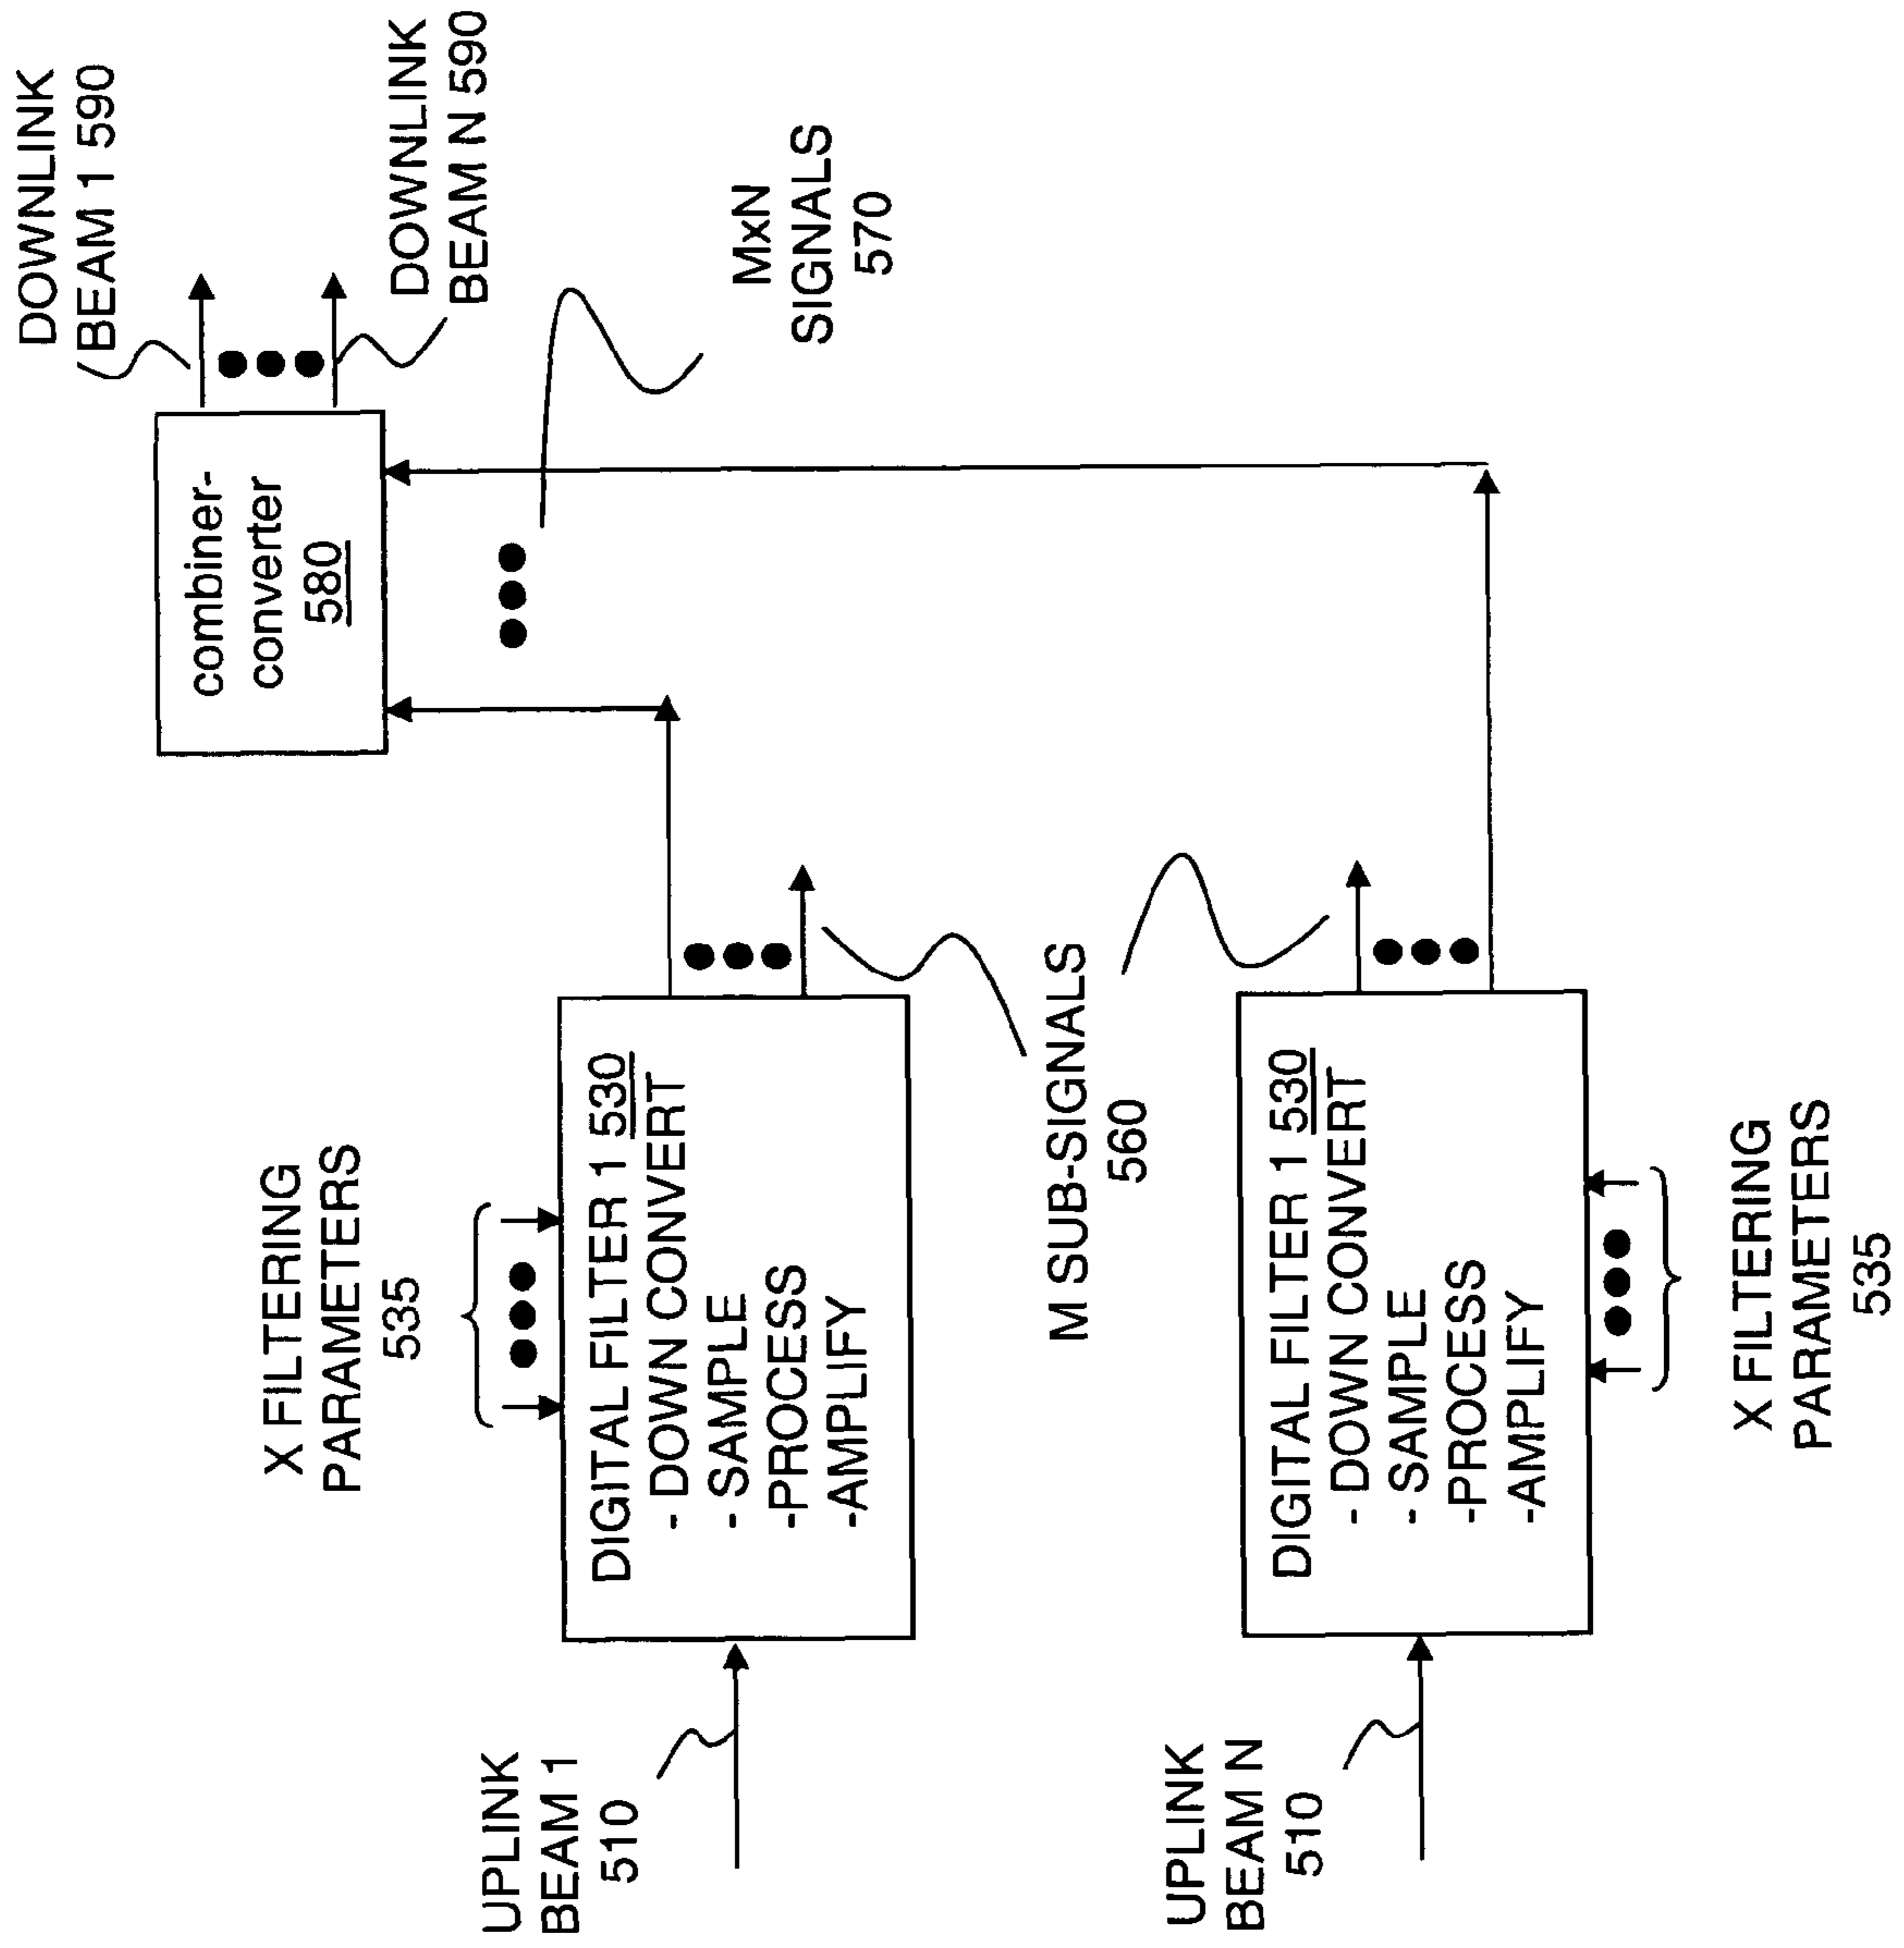 UPLINK
BEAM 1
510
X FILTERING
PARAMETERS
535
DIGITAL FILTER 1 530
- DOWN CONVERT
- SAMPLE
-PROCESS
-AMPLIFY
M SUB-SIGNALS
560
UPLINK
BEAM N
510
DIGITAL FILTER 1 530
- DOWN CONVERT
- SAMPLE
-PROCESS
-AMPLIFY
X FILTERING
PARAMETERS
535
combiner-
converter
580
DOWNLINK
BEAM 1 590
DOWNLINK
BEAM N 590
MxN
SIGNALS
570